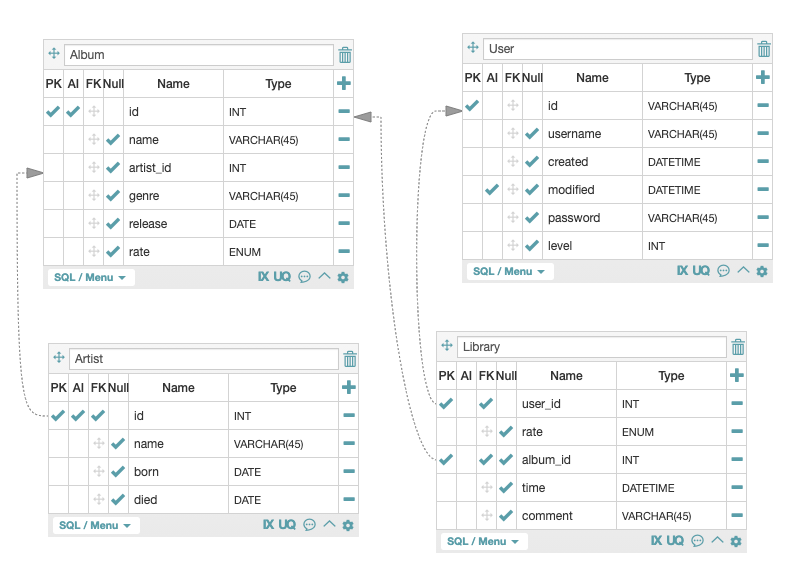 Album
PK AI FK Null Name Type
id INT
name VARCHAR(45)
artist_id INT
genre VARCHAR(45)
release DATE
rate ENUM
SQL / Menu IX UQ
User
PK AI FK Null Name Type
id VARCHAR(45)
username VARCHAR(45)
created DATETIME
modified DATETIME
password VARCHAR(45)
level INT
SQL / Menu IX UQ
Artist
PK AI FK Null Name Type
id INT
name VARCHAR(45)
born DATE
died DATE
SQL / Menu IX UQ
Library
PK AI FK Null Name Type
user_id INT
rate ENUM
album_id INT
time DATETIME
comment VARCHAR(45)
SQL / Menu IX UQ